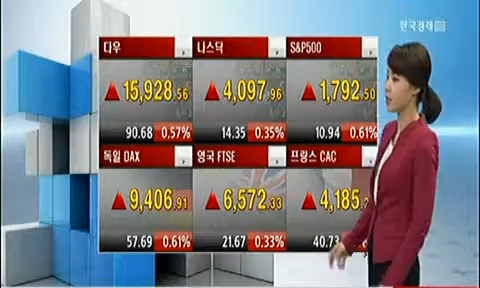 한국경제TV
다우
나스닥
S&P500
▲15,928.56
▲4,097.96
▲1,792.50
90.68 0.57%
14.35 0.35%
10.94 0.61%
독일 DAX
영국 FTSE
프랑스 CAC
▲9,406.91
▲6,572.33
▲4,185.
57.69 0.61%
21.67 0.33%
40.73